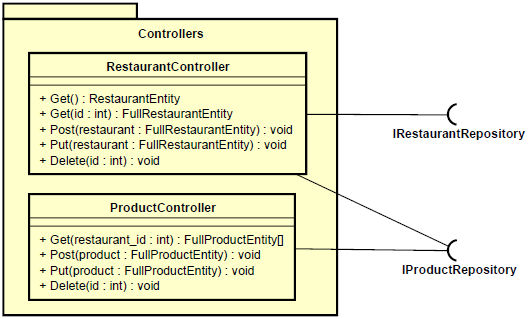 Controllers
RestaurantController
+ Get() : RestaurantEntity
+ Get(id : int) : FullRestaurantEntity
+ Post(restaurant : FullRestaurantEntity) : void
+ Put(restaurant : FullRestaurantEntity) : void
+ Delete(id : int) : void
IRestaurantRepository
ProductController
+ Get(restaurant_id : int) : FullProductEntity[]
+ Post(product : FullProductEntity) : void
+ Put(product : FullProductEntity) : void
+ Delete(id : int) : void
IProductRepository